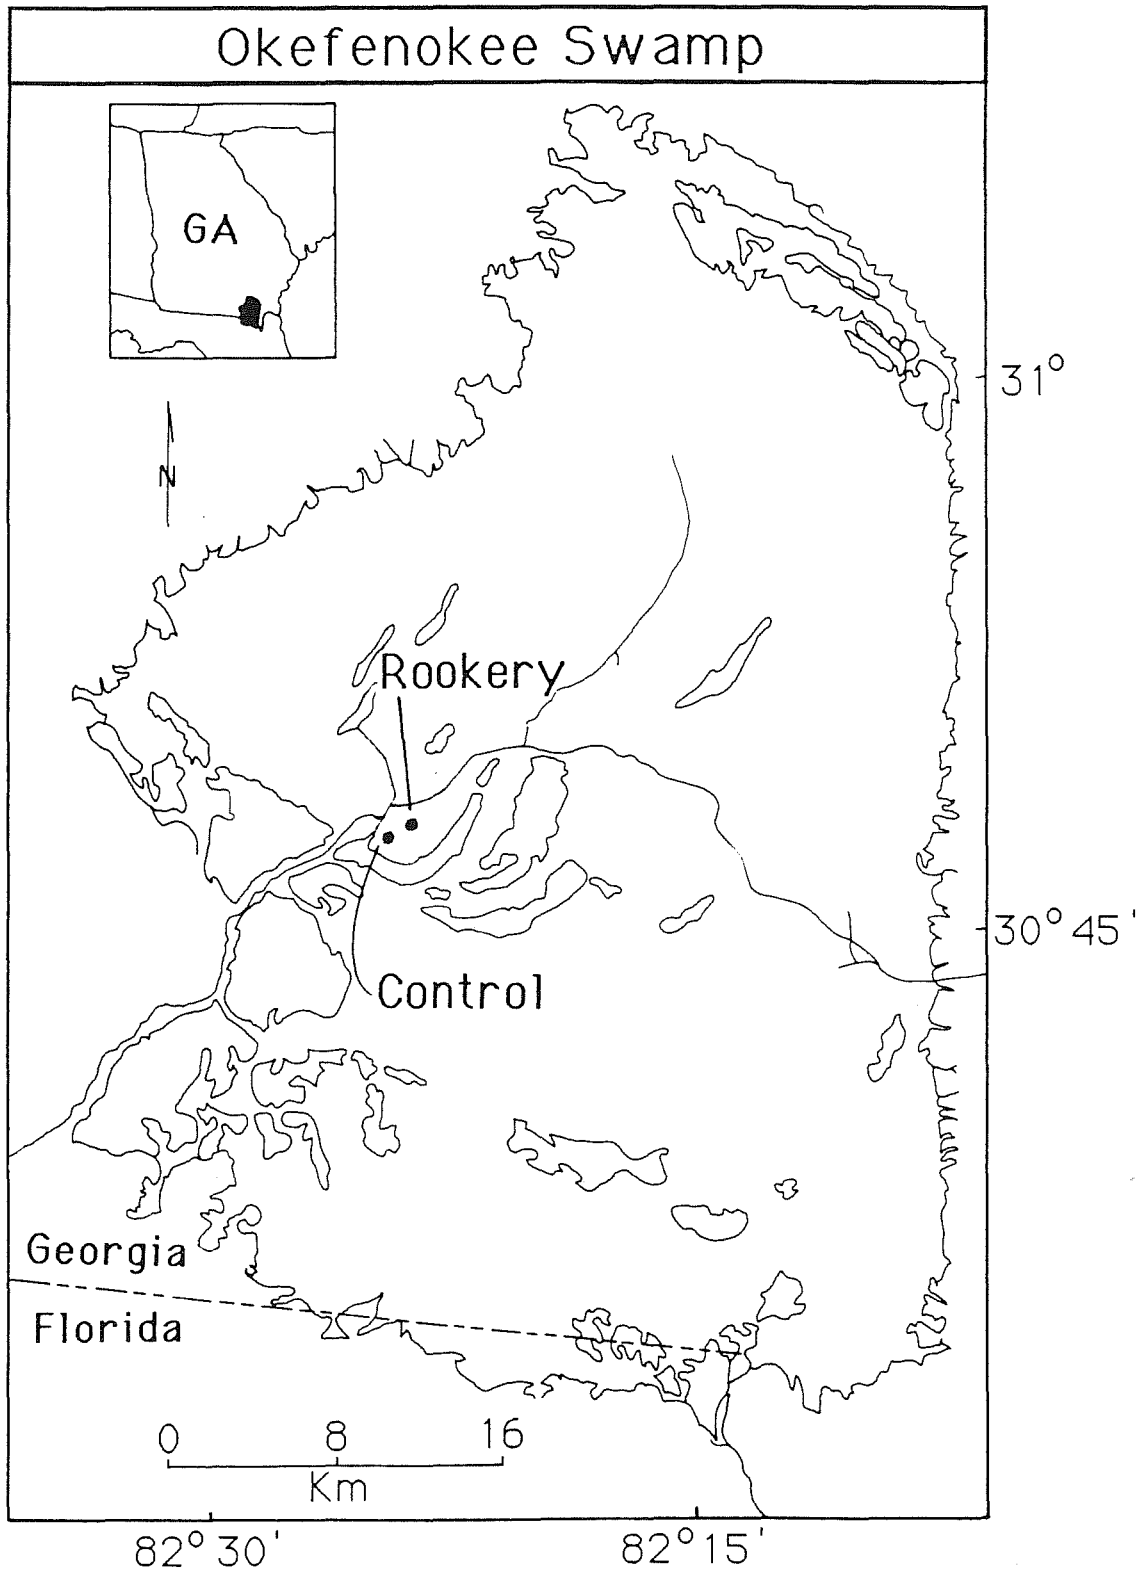 Okefenokee Swamp
GA
31°
N
Rookery
30°45'
Control
Georgia
Florida
0 8 16
Km
82°30' 82°15'